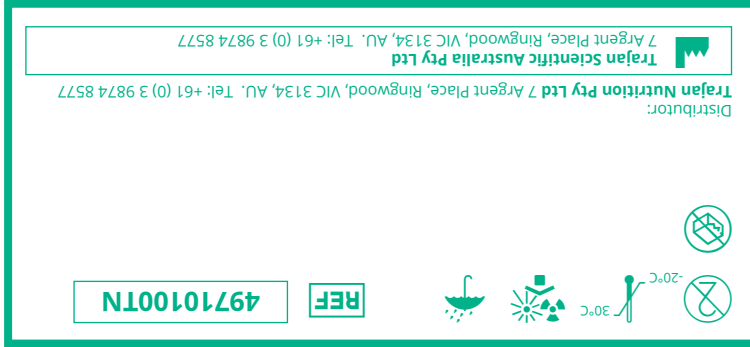 2 -20°C 30°C REF 49710100TN
Distributor:
Trajan Nutrition Pty Ltd 7 Argent Place, Ringwood, VIC 3134, AU. Tel: +61 (0) 3 9874 8577
Trajan Scientific Australia Pty Ltd
7 Argent Place, Ringwood, VIC 3134, AU. Tel: +61 (0) 3 9874 8577